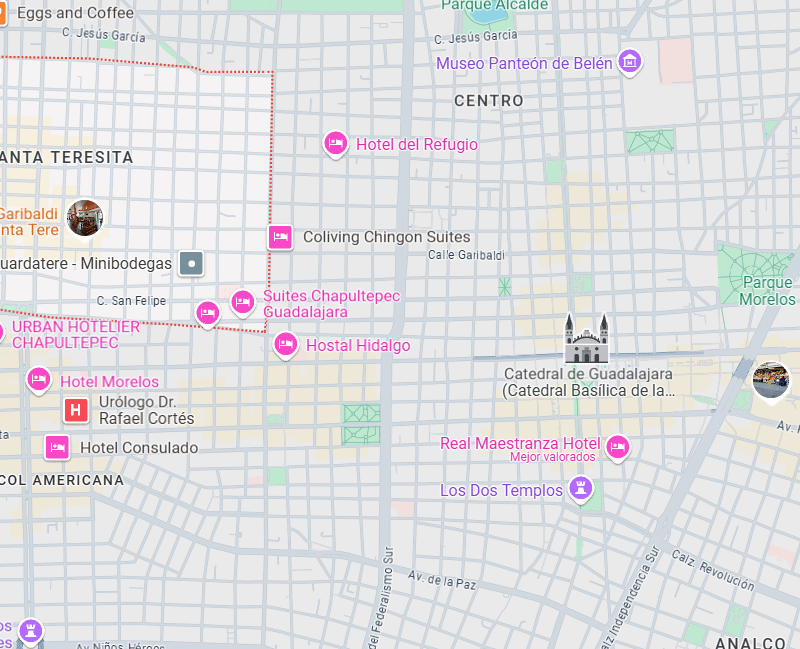 Eggs and Coffee
Parque Alcalde
C. Jesús García
C. Jesús García
Museo Panteón de Belén
CENTRO
Hotel del Refugio
ANTA TERESITA
Garibaldi
nta Tere
Coliving Chingon Suites
Calle Garibaldi
uardatere - Minibodegas
Parque
Morelos
C. San Felipe
Suites Chapultepec
Guadalajara
URBAN HOTELIER
CHAPULTEPEC
Hostal Hidalgo
Catedral de Guadalajara
(Catedral Basílica de la...
Hotel Morelos
Urólogo Dr.
Rafael Cortés
H
Av.
Real Maestranza Hotel
Mejor valorados
Hotel Consulado
COL AMERICANA
Los Dos Templos
Av. de la Paz
Calz. Revolución
del Federalismo Sur
alz Independencia Sur
os
es
Av Niños Héroes
ANALCO